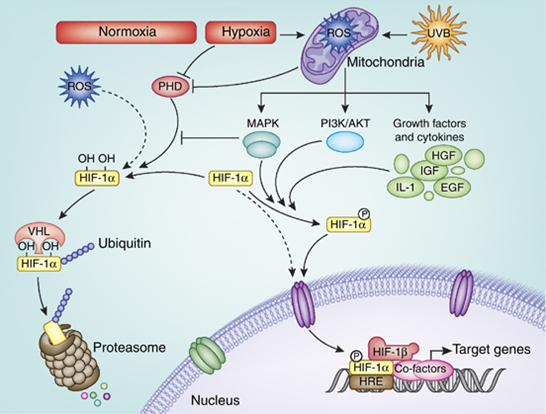 Normoxia
Hypoxia
ROS
UVB
Mitochondria
ROS
PHD
MAPK
PI3K/AKT
Growth factors
and cytokines
HGF
IGF
IL-1
EGF
OH OH
HIF-1α
HIF-1α
P
HIF-1α
VHL
OH OH
HIF-1α
Ubiquitin
Proteasome
Nucleus
P
HIF-1β
HIF-1α
Co-factors
HRE
Target genes